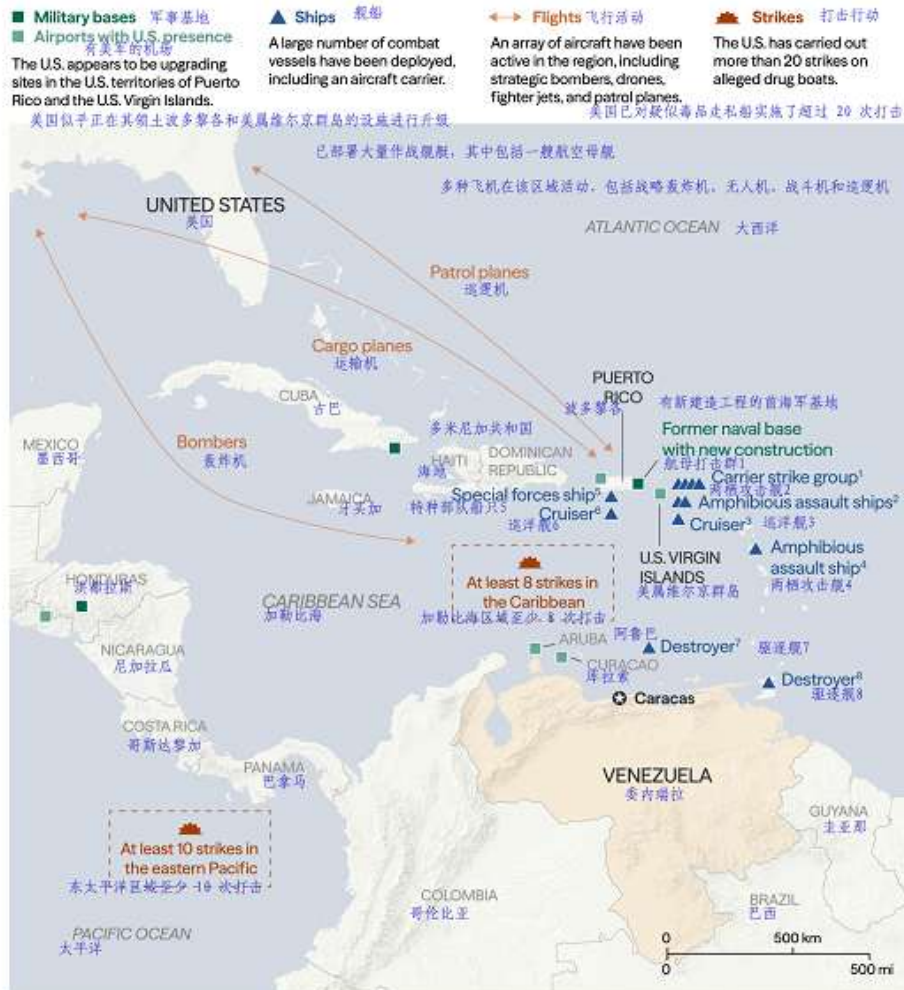 Military bases 军事基地
Airports with U.S. presence
有美军的机场
The U.S. appears to be upgrading
sites in the U.S. territories of Puerto
Rico and the U.S. Virgin Islands.
美国似乎正在其领土波多黎各和美属维尔京群岛的设施进行升级
Ships 舰船
A large number of combat
vessels have been deployed,
including an aircraft carrier.
已部署大量作战舰艇，其中包括一艘航空母舰
Flights 飞行活动
An array of aircraft have been
active in the region, including
strategic bombers, drones,
fighter jets, and patrol planes.
多种飞机在该区域活动，包括战略轰炸机、无人机、战斗机和巡逻机
Strikes 打击行动
The U.S. has carried out
more than 20 strikes on
alleged drug boats.
美国已对疑似毒品走私船实施了超过 20 次打击
UNITED STATES
美国
ATLANTIC OCEAN 大西洋
Patrol planes
巡逻机
Cargo planes
运输机
Bombers
轰炸机
CUBA
古巴
MEXICO
墨西哥
PUERTO
RICO
波多黎各
有新建造工程的前海军基地
Former naval base
with new construction
多米尼加共和国
HAITI
海地
DOMINICAN
REPUBLIC
JAMAICA
牙买加
航母打击群1
Carrier strike group¹
两栖攻击舰2
Amphibious assault ships²
Cruiser³ 巡洋舰3
Special forces ship⁵
特种部队船只5
Cruiser⁶
巡洋舰6
U.S. VIRGIN
ISLANDS
美属维尔京群岛
Amphibious
assault ship⁴
两栖攻击舰4
At least 8 strikes in
the Caribbean
加勒比海区域至少 8 次打击
HONDURAS
洪都拉斯
CARIBBEAN SEA
加勒比海
NICARAGUA
尼加拉瓜
ARUBA 阿鲁巴
CURACAO
库拉索
Destroyer⁷ 驱逐舰7
Destroyer⁸
驱逐舰8
Caracas
COSTA RICA
哥斯达黎加
PANAMA
巴拿马
VENEZUELA
委内瑞拉
GUYANA
圭亚那
At least 10 strikes in
the eastern Pacific
东太平洋区域至少 10 次打击
COLOMBIA
哥伦比亚
BRAZIL
巴西
PACIFIC OCEAN
太平洋
0 500 km
0 500 mi